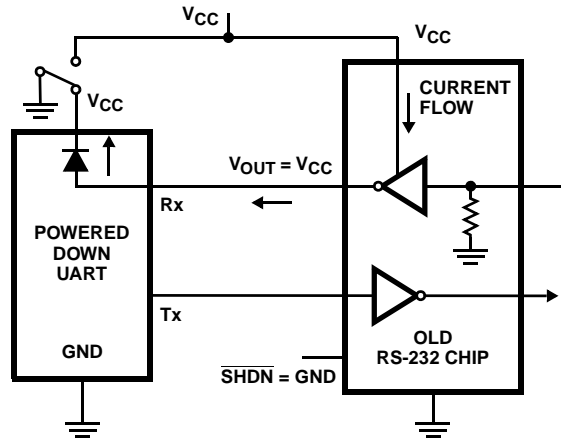 VCC
VCC
VCC
CURRENT
FLOW
VOUT = VCC
Rx
POWERED
DOWN
UART
Tx
GND
OLD
RS-232 CHIP
SHDN = GND